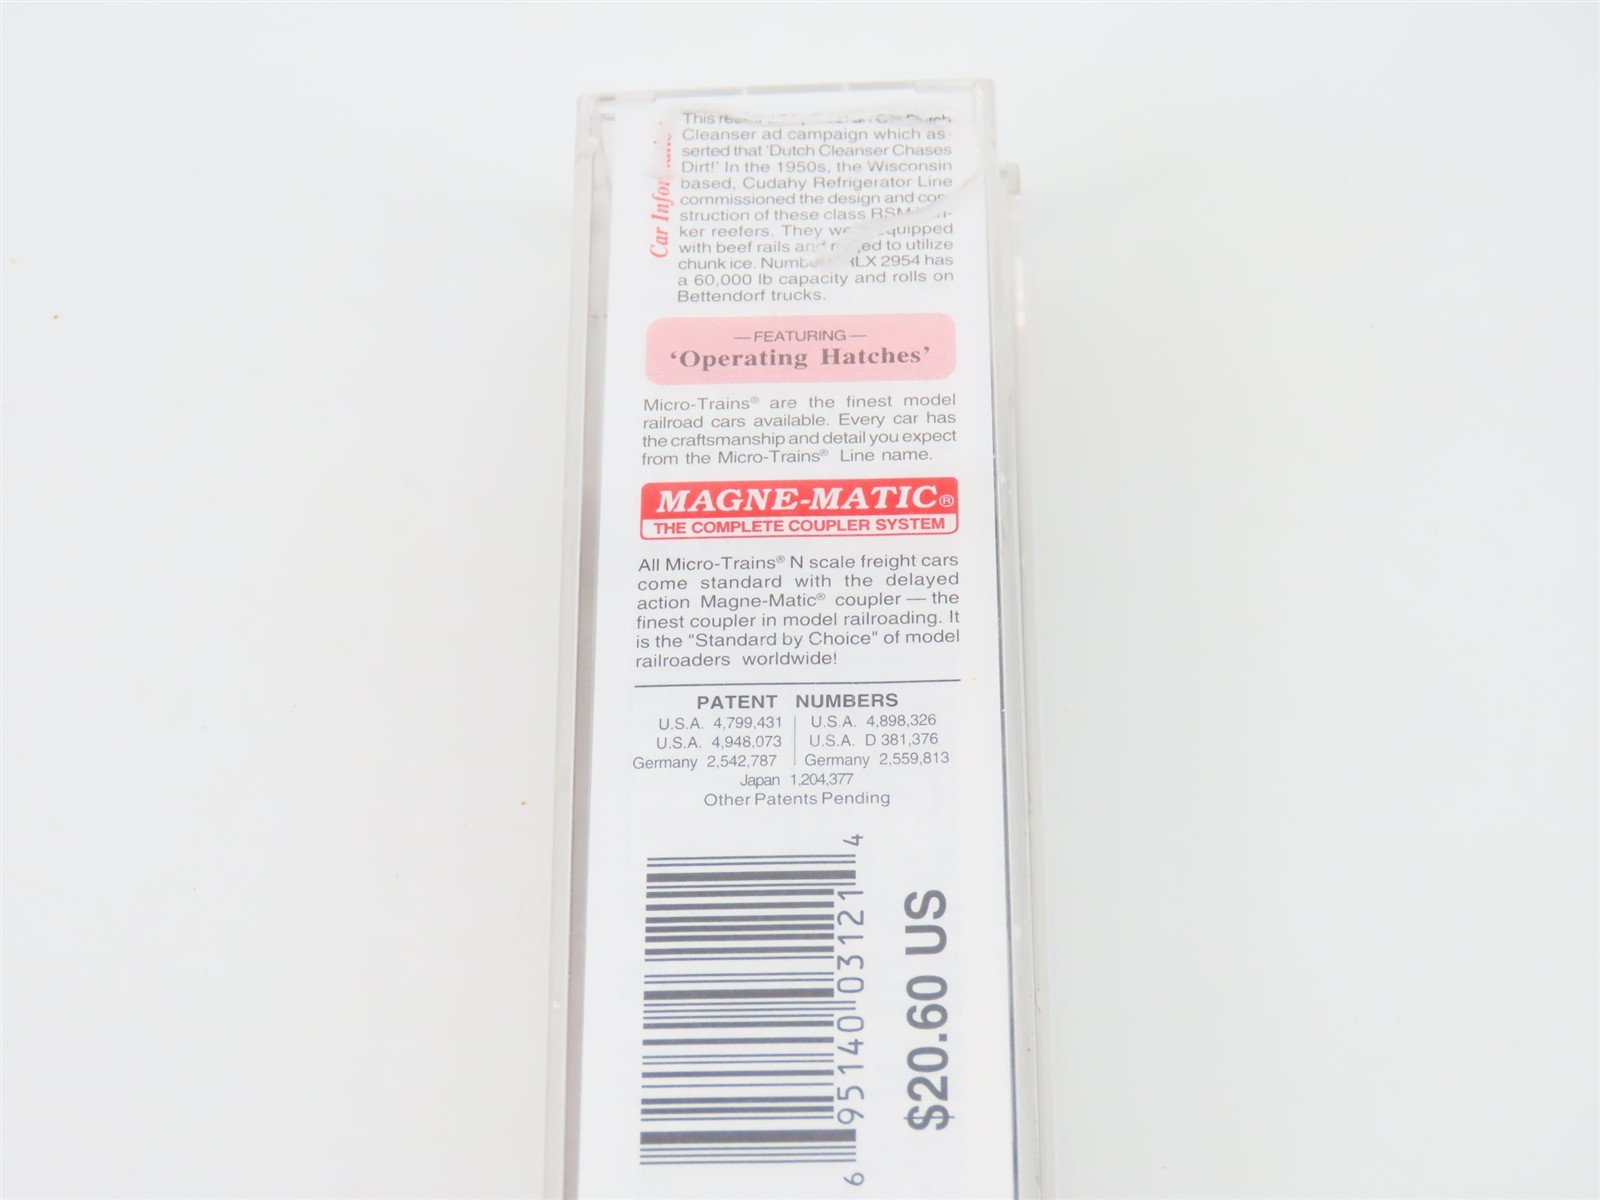 Car
This
Cleanser ad campaign which as-
serted that 'Dutch Cleanser Chases
Dirt!' In the 1950s, the Wisconsin
based, Cudahy Refrigerator Line
commissioned the design and
struction of these class
ker reefers. They
with beef rails and to utilize
chunk ice. 2954 has
a 60,000 lb capacity and rolls on
Bettendorf trucks.
—FEATURING—
'Operating Hatches'
Micro-Trains® are the finest model
railroad cars available. Every car has
the craftsmanship and detail you expect
from the Micro-Trains® Line name.
MAGNE-MATIC®
THE COMPLETE COUPLER SYSTEM
All Micro-Trains® N scale freight cars
come standard with the delayed
action Magne-Matic® coupler — the
finest coupler in model railroading. It
is the "Standard by Choice" of model
railroaders worldwide!
PATENT NUMBERS
U.S.A. 4,799,431 | U.S.A. 4,898,326
U.S.A. 4,948,073 | U.S.A. D 381,376
Germany 2,542,787 | Germany 2,559,813
Japan 1,204,377
Other Patents Pending
6 95140 03121 4
$20.60 US